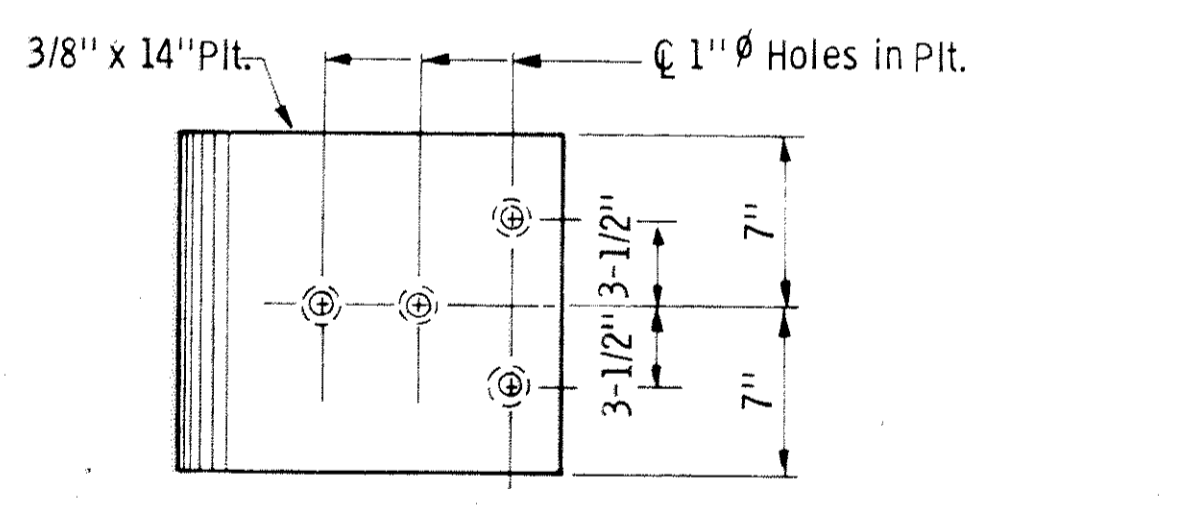 3/8" x 14"Plt.
℄ 1" Ø Holes in Plt.
3-1/2"
7"
3-1/2"
7"